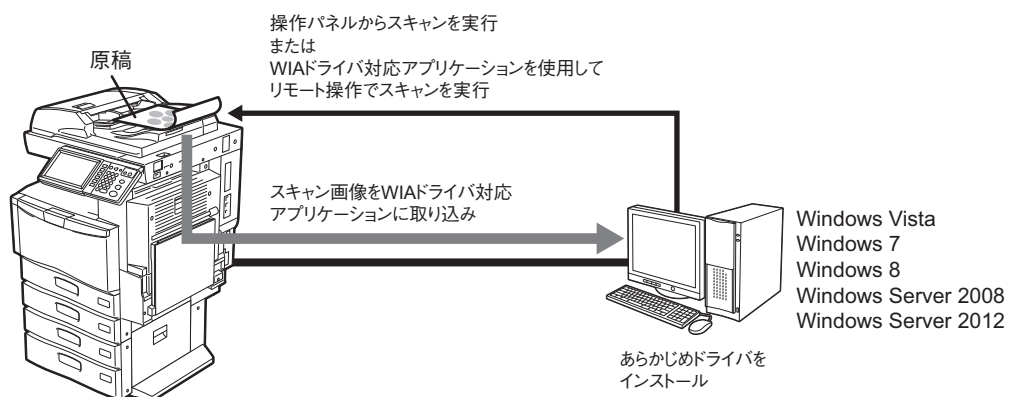 操作パネルからスキャンを実行
または
WIAドライバ対応アプリケーションを使用して
リモート操作でスキャンを実行
原稿
スキャン画像をWIAドライバ対応
アプリケーションに取り込み
Windows Vista
Windows 7
Windows 8
Windows Server 2008
Windows Server 2012
あらかじめドライバを
インストール